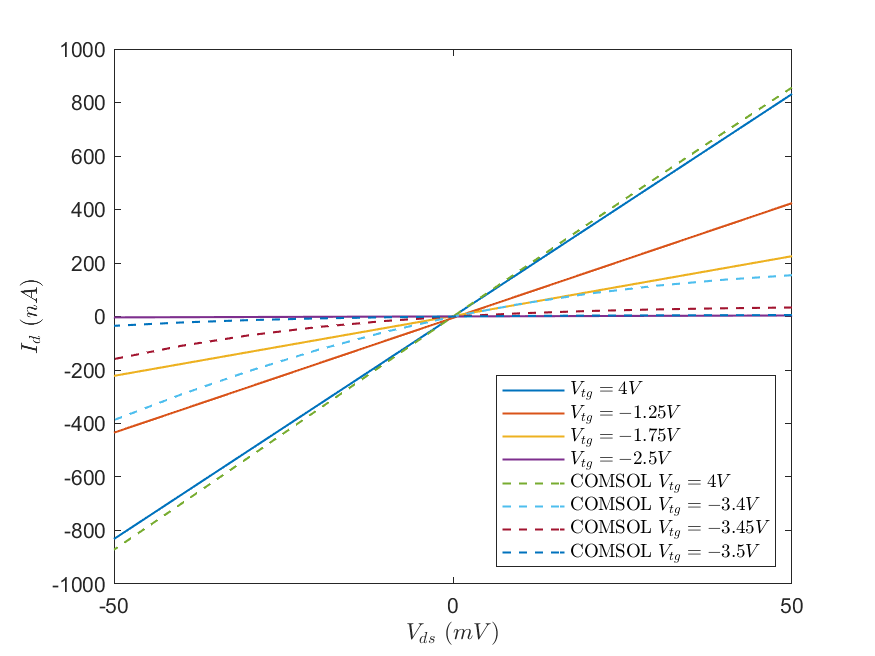 1000
800
600
400
200
0
-200
-400
-600
-800
-1000
I_d (nA)
-50
0
50
V_ds (mV)
V_tg = 4V
V_tg = −1.25V
V_tg = −1.75V
V_tg = −2.5V
COMSOL V_tg = 4V
COMSOL V_tg = −3.4V
COMSOL V_tg = −3.45V
COMSOL V_tg = −3.5V